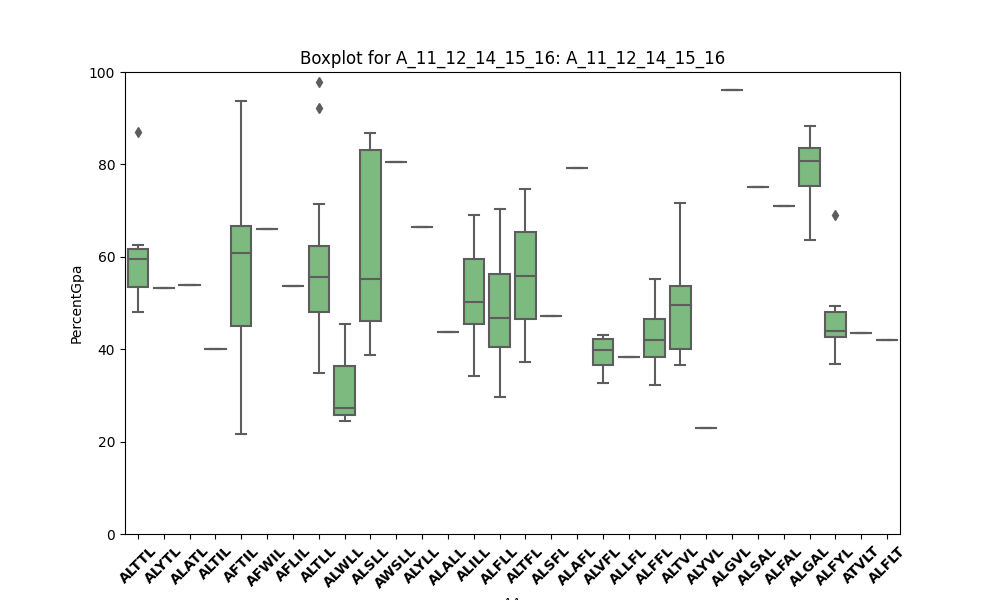 Boxplot for A_11_12_14_15_16: A_11_12_14_15_16
100
80
60
40
20
0
PercentGpa
ALTTL ALYTL ALATL ALTIL AFTIL AFWIL AFLIL ALTLL ALWLL ALSLL AWSLL ALYLL ALALL ALILL ALFLL ALTFL ALSFL ALAFL ALVFL ALLFL ALFFL ALTVL ALYVL ALGVL ALSAL ALFAL ALGAL ALFYL ATVLT ALFLT